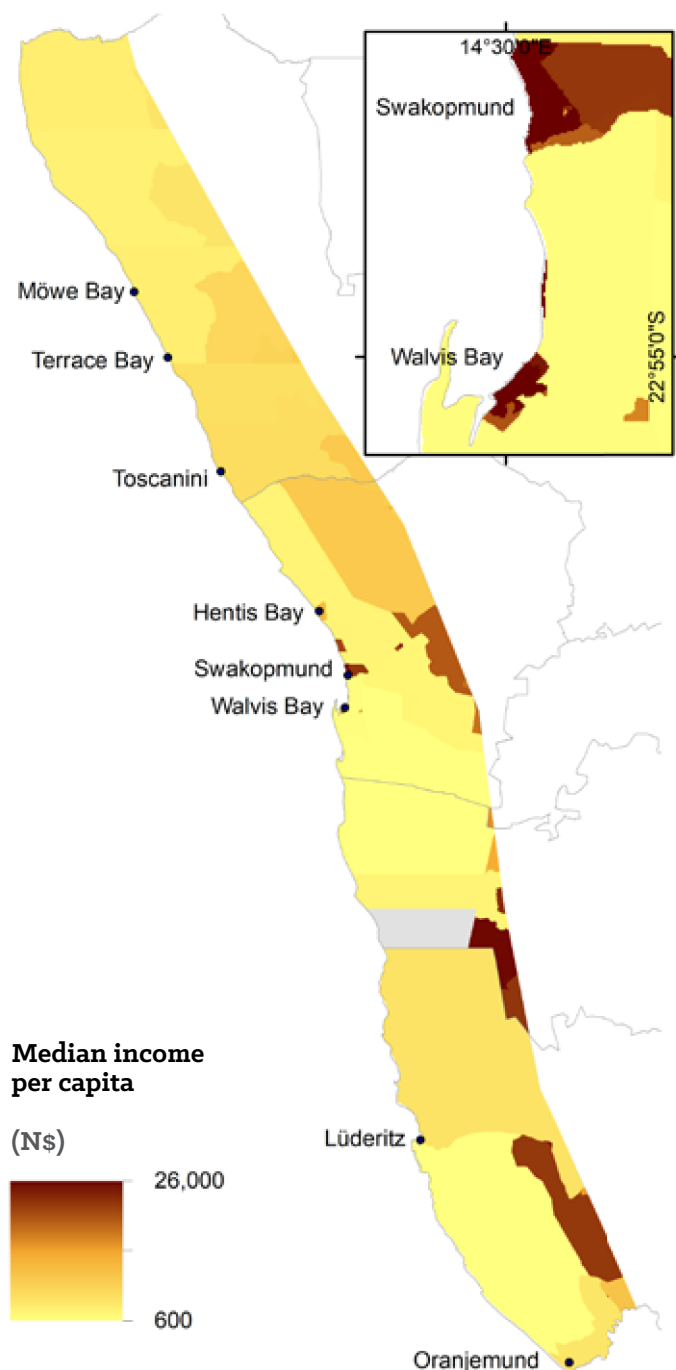 14°30'0"E
Swakopmund
Walvis Bay
22°55'0"S
Möwe Bay
Terrace Bay
Toscanini
Hentis Bay
Swakopmund
Walvis Bay
Median income
per capita
(N$)
26,000
600
Lüderitz
Oranjemund